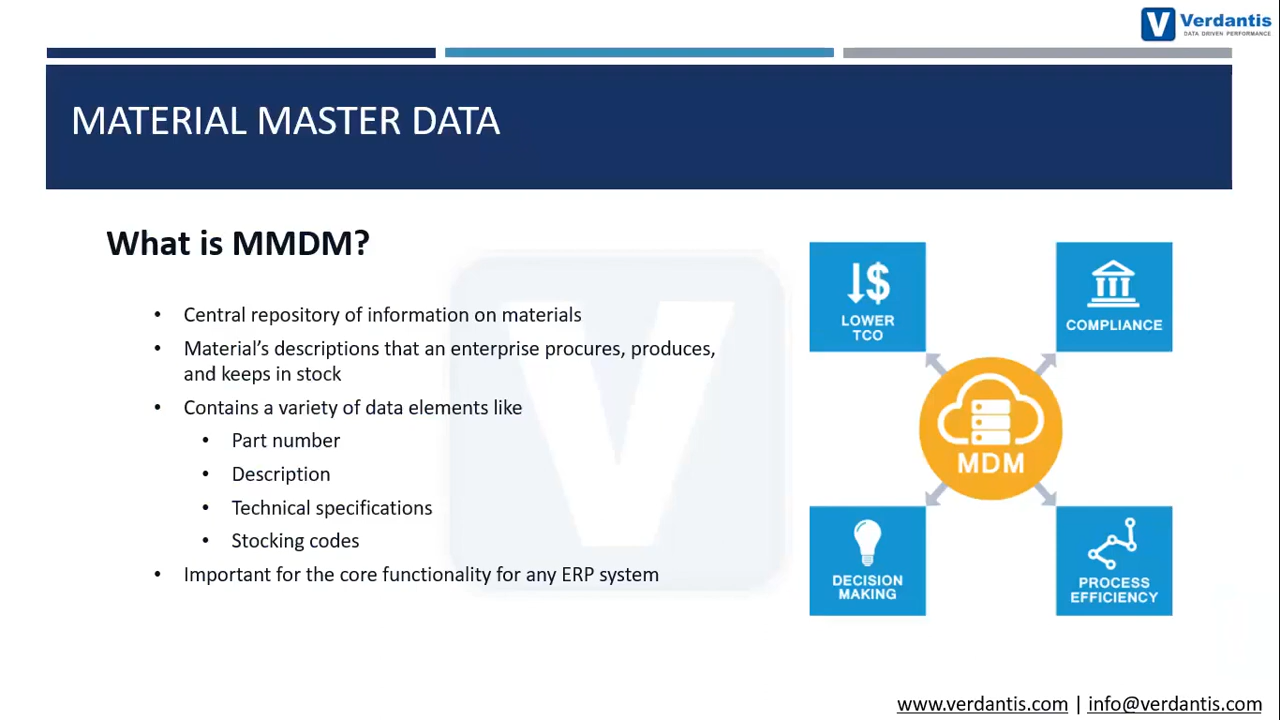 Verdantis
DATA DRIVEN PERFORMANCE
MATERIAL MASTER DATA
What is MMDM?
• Central repository of information on materials
• Material’s descriptions that an enterprise procures, produces,
and keeps in stock
• Contains a variety of data elements like
• Part number
• Description
• Technical specifications
• Stocking codes
• Important for the core functionality for any ERP system
LOWER
TCO
COMPLIANCE
MDM
DECISION
MAKING
PROCESS
EFFICIENCY
www.verdantis.com | info@verdantis.com